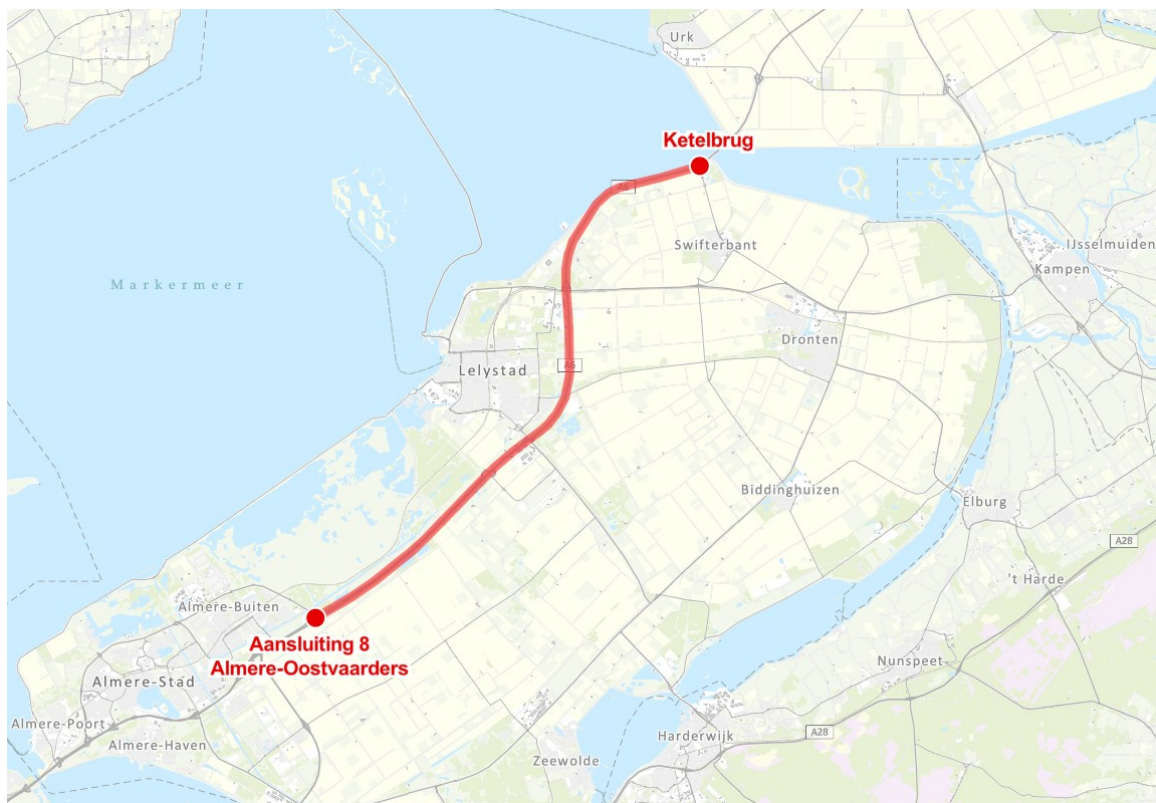 Urk
Ketelbrug
A6
Swifterbant
IJsselmuiden
Kampen
Markermeer
Dronten
Lelystad
A6
Biddinghuizen
Elburg
A28
't Harde
Almere-Buiten
Aansluiting 8
Almere-Oostvaarders
Nunspeet
Almere-Stad
Almere-Poort
Almere-Haven
Harderwijk
A28
Zeewolde